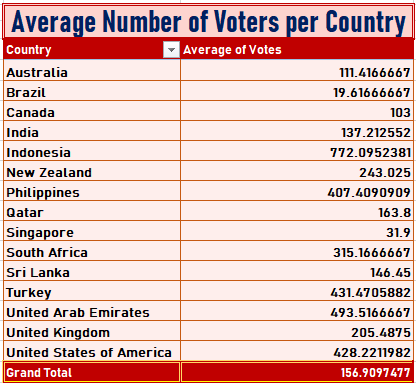 Average Number of Voters per Country
Country Average of Votes
Australia 111.4166667
Brazil 19.61666667
Canada 103
India 137.212552
Indonesia 772.0952381
New Zealand 243.025
Philippines 407.4090909
Qatar 163.8
Singapore 31.9
South Africa 315.1666667
Sri Lanka 146.45
Turkey 431.4705882
United Arab Emirates 493.5166667
United Kingdom 205.4875
United States of America 428.2211982
Grand Total 156.9097477